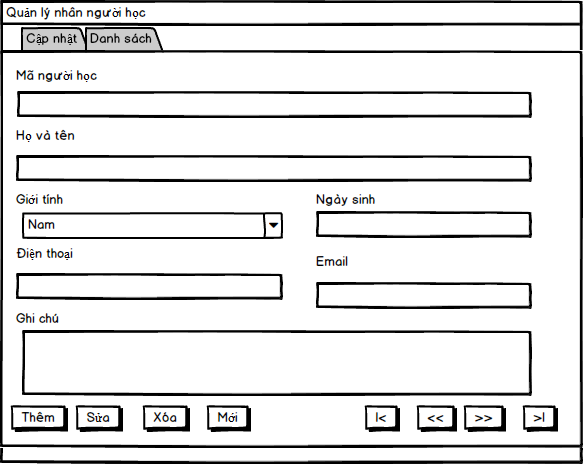 Quản lý nhân người học
Cập nhật Danh sách
Mã người học
Họ và tên
Giới tính Ngày sinh
Nam
Điện thoại Email
Ghi chú
Thêm Sửa Xóa Mới |< << >> >|